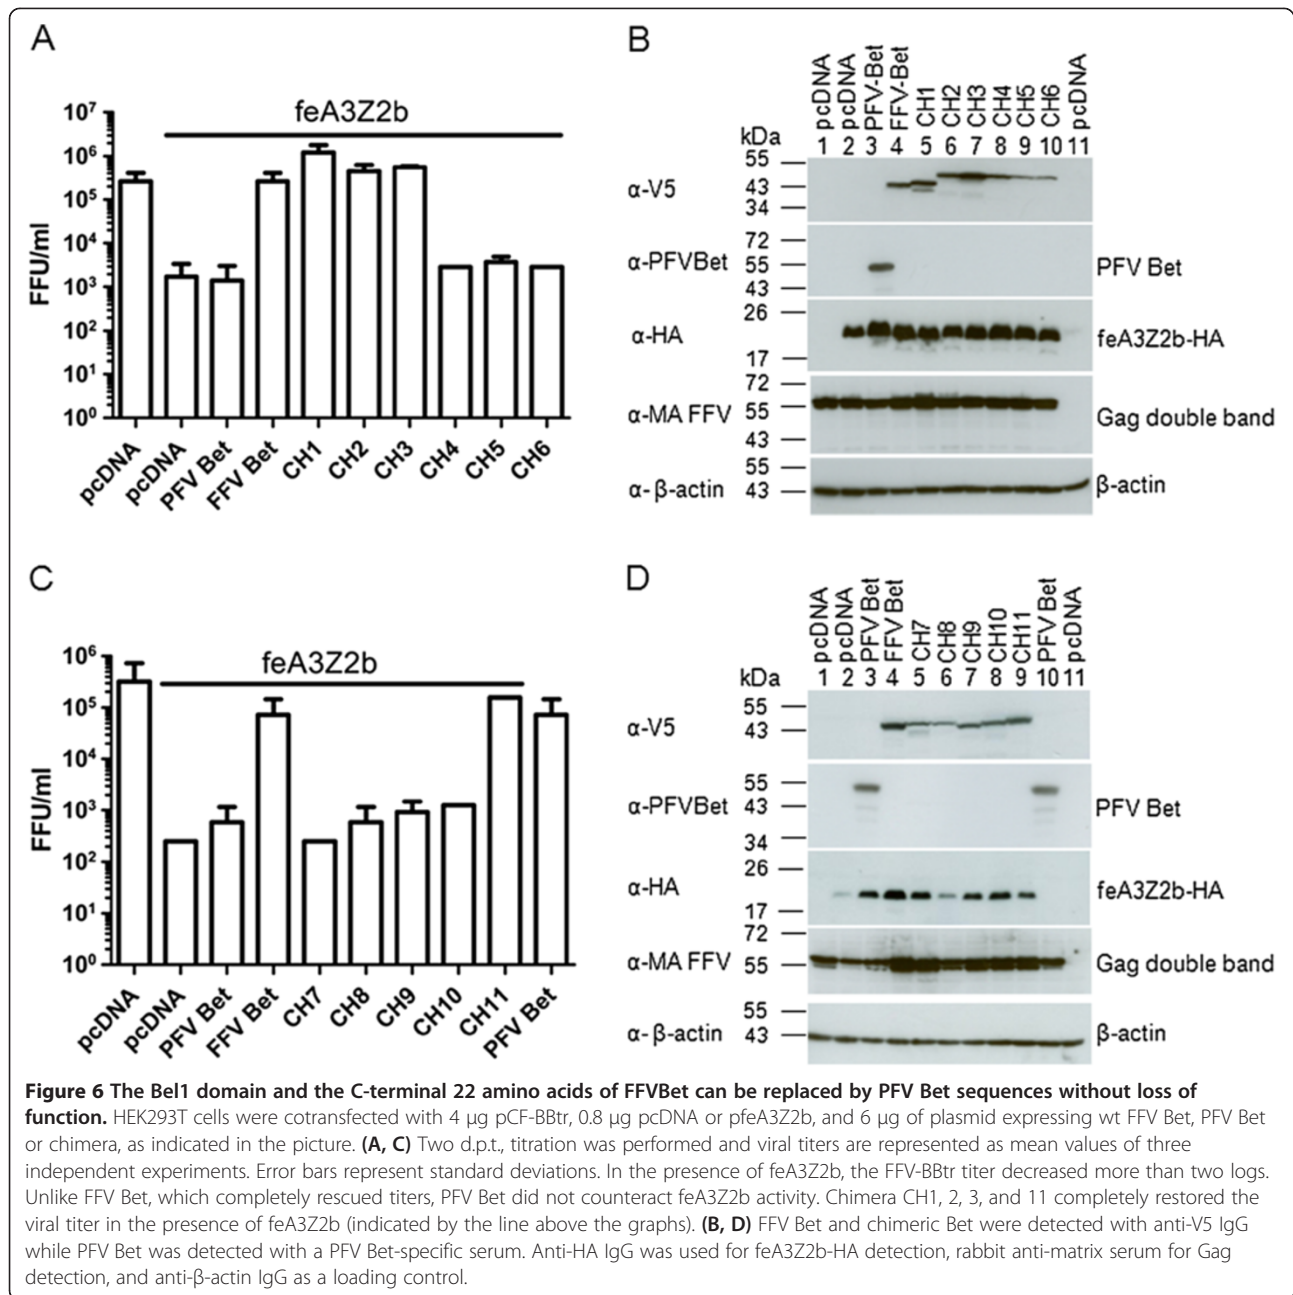 A
feA3Z2b
FFU/ml
10⁷
10⁶
10⁵
10⁴
10³
10²
10¹
10⁰
pcDNA
pcDNA
PFV Bet
FFV Bet
CH1
CH2
CH3
CH4
CH5
CH6
B
pcDNA
pcDNA
PFV-Bet
FFV-Bet
CH1
CH2
CH3
CH4
CH5
CH6
pcDNA
kDa 1 2 3 4 5 6 7 8 9 10 11
α-V5
55
43
34
α-PFVBet
72
55
43
PFV Bet
α-HA
26
17
feA3Z2b-HA
α-MA FFV
72
55
43
Gag double band
α- β-actin
55
43
β-actin
C
feA3Z2b
FFU/ml
10⁶
10⁵
10⁴
10³
10²
10¹
10⁰
pcDNA
pcDNA
PFV Bet
FFV Bet
CH7
CH8
CH9
CH10
CH11
PFV Bet
D
pcDNA
pcDNA
PFV Bet
FFV Bet
CH7
CH8
CH9
CH10
CH11
PFV Bet
pcDNA
kDa 1 2 3 4 5 6 7 8 9 10 11
α-V5
55
43
α-PFVBet
55
43
34
PFV Bet
α-HA
26
17
feA3Z2b-HA
α-MA FFV
72
55
Gag double band
α- β-actin
55
43
β-actin
Figure 6 The Bel1 domain and the C-terminal 22 amino acids of FFVBet can be replaced by PFV Bet sequences without loss of
function. HEK293T cells were cotransfected with 4 μg pCF-BBtr, 0.8 μg pcDNA or pfeA3Z2b, and 6 μg of plasmid expressing wt FFV Bet, PFV Bet
or chimera, as indicated in the picture. (A, C) Two d.p.t., titration was performed and viral titers are represented as mean values of three
independent experiments. Error bars represent standard deviations. In the presence of feA3Z2b, the FFV-BBtr titer decreased more than two logs.
Unlike FFV Bet, which completely rescued titers, PFV Bet did not counteract feA3Z2b activity. Chimera CH1, 2, 3, and 11 completely restored the
viral titer in the presence of feA3Z2b (indicated by the line above the graphs). (B, D) FFV Bet and chimeric Bet were detected with anti-V5 IgG
while PFV Bet was detected with a PFV Bet-specific serum. Anti-HA IgG was used for feA3Z2b-HA detection, rabbit anti-matrix serum for Gag
detection, and anti-β-actin IgG as a loading control.